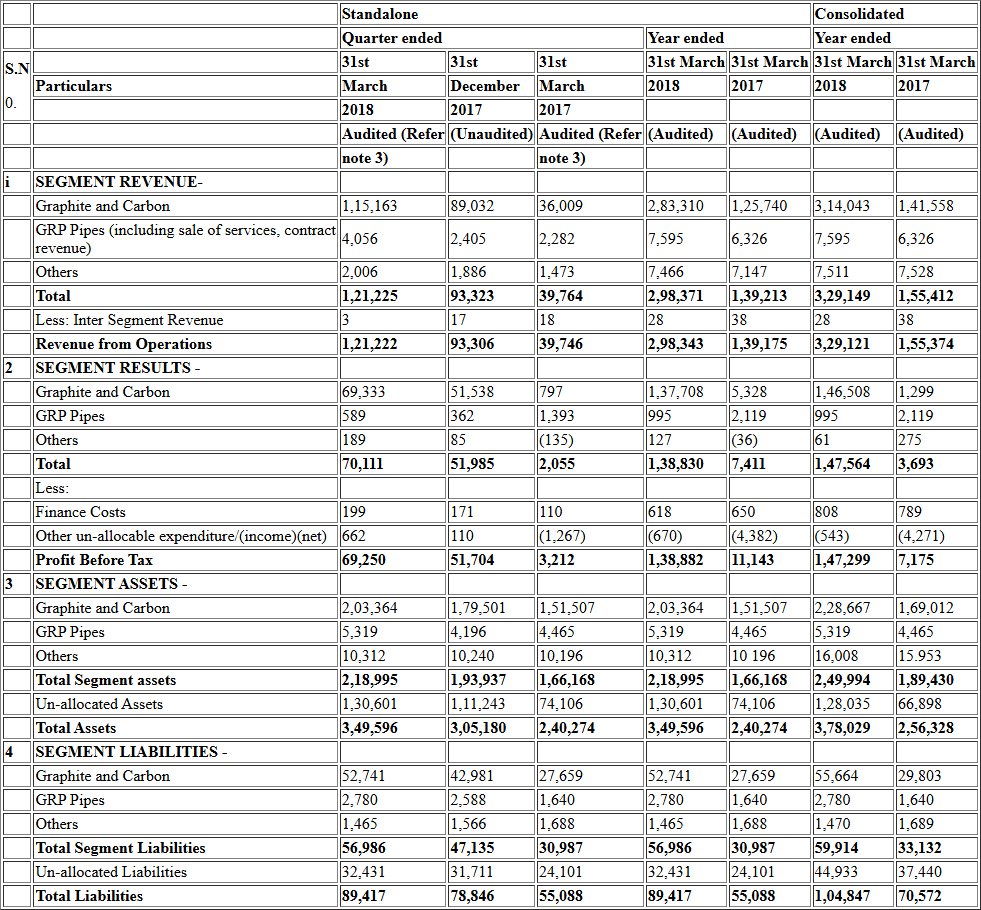 Standalone Consolidated
Quarter ended Year ended Year ended
31st 31st 31st 31st March 31st March 31st March 31st March
S.N
Particulars March December March 2018 2017 2018 2017
0.
2018 2017 2017
Audited (Refer (Unaudited) Audited (Refer (Audited) (Audited) (Audited) (Audited)
note 3) note 3)
i SEGMENT REVENUE-
Graphite and Carbon 1,15,163 89,032 36,009 2,83,310 1,25,740 3,14,043 1,41,558
GRP Pipes (including sale of services, contract
revenue) 4,056 2,405 2,282 7,595 6,326 7,595 6,326
Others 2,006 1,886 1,473 7,466 7,147 7,511 7,528
Total 1,21,225 93,323 39,764 2,98,371 1,39,213 3,29,149 1,55,412
Less: Inter Segment Revenue 3 17 18 28 38 28 38
Revenue from Operations 1,21,222 93,306 39,746 2,98,343 1,39,175 3,29,121 1,55,374
2 SEGMENT RESULTS -
Graphite and Carbon 69,333 51,538 797 1,37,708 5,328 1,46,508 1,299
GRP Pipes 589 362 1,393 995 2,119 995 2,119
Others 189 85 (135) 127 (36) 61 275
Total 70,111 51,985 2,055 1,38,830 7,411 1,47,564 3,693
Less:
Finance Costs 199 171 110 618 650 808 789
Other un-allocable expenditure/(income)(net) 662 110 (1,267) (670) (4,382) (543) (4,271)
Profit Before Tax 69,250 51,704 3,212 1,38,882 11,143 1,47,299 7,175
3 SEGMENT ASSETS -
Graphite and Carbon 2,03,364 1,79,501 1,51,507 2,03,364 1,51,507 2,28,667 1,69,012
GRP Pipes 5,319 4,196 4,465 5,319 4,465 5,319 4,465
Others 10,312 10,240 10,196 10,312 10 196 16,008 15.953
Total Segment assets 2,18,995 1,93,937 1,66,168 2,18,995 1,66,168 2,49,994 1,89,430
Un-allocated Assets 1,30,601 1,11,243 74,106 1,30,601 74,106 1,28,035 66,898
Total Assets 3,49,596 3,05,180 2,40,274 3,49,596 2,40,274 3,78,029 2,56,328
4 SEGMENT LIABILITIES -
Graphite and Carbon 52,741 42,981 27,659 52,741 27,659 55,664 29,803
GRP Pipes 2,780 2,588 1,640 2,780 1,640 2,780 1,640
Others 1,465 1,566 1,688 1,465 1,688 1,470 1,689
Total Segment Liabilities 56,986 47,135 30,987 56,986 30,987 59,914 33,132
Un-allocated Liabilities 32,431 31,711 24,101 32,431 24,101 44,933 37,440
Total Liabilities 89,417 78,846 55,088 89,417 55,088 1,04,847 70,572